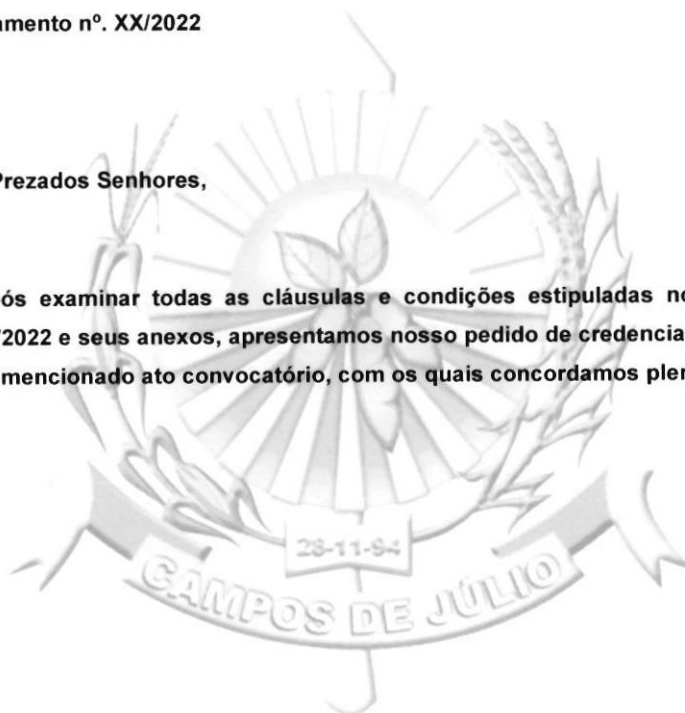 amento nº. XX/2022
Prezados Senhores,
ós examinar todas as cláusulas e condições estipuladas no
/2022 e seus anexos, apresentamos nosso pedido de credencia
mencionado ato convocatório, com os quais concordamos plen
28-11-94
CAMPOS DE JÚLIO